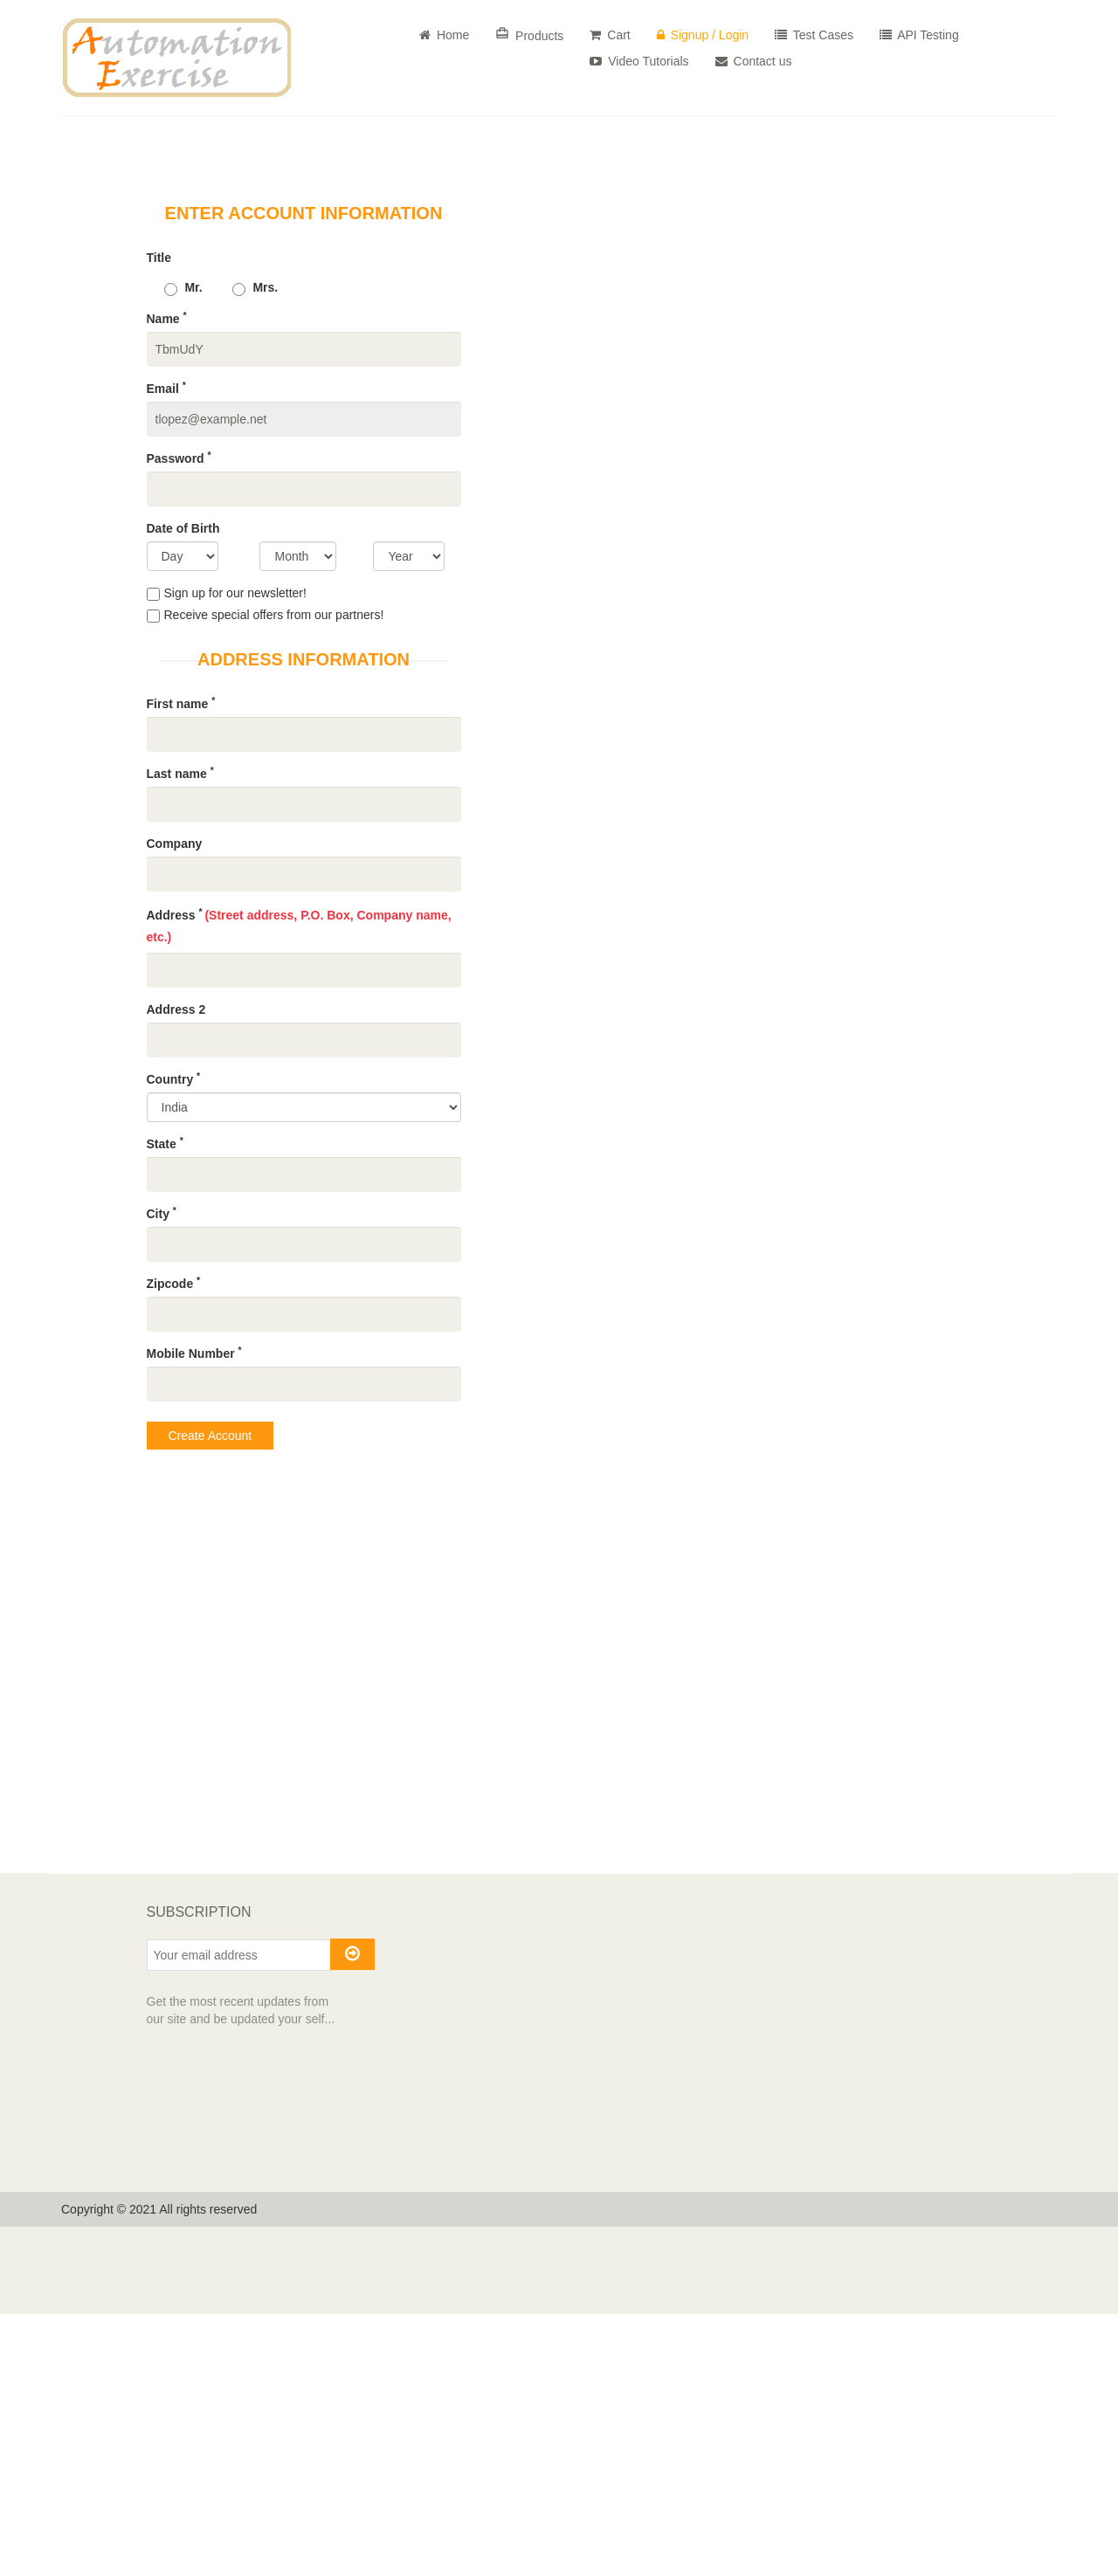 Automation
Exercise
Home Products Cart Signup / Login Test Cases API Testing
Video Tutorials Contact us
ENTER ACCOUNT INFORMATION
Title
Mr. Mrs.
Name *
TbmUdY
Email *
tlopez@example.net
Password *
Date of Birth
Day Month Year
Sign up for our newsletter!
Receive special offers from our partners!
ADDRESS INFORMATION
First name *
Last name *
Company
Address * (Street address, P.O. Box, Company name,
etc.)
Address 2
Country *
India
State *
City *
Zipcode *
Mobile Number *
Create Account
SUBSCRIPTION
Your email address
Get the most recent updates from
our site and be updated your self...
Copyright © 2021 All rights reserved